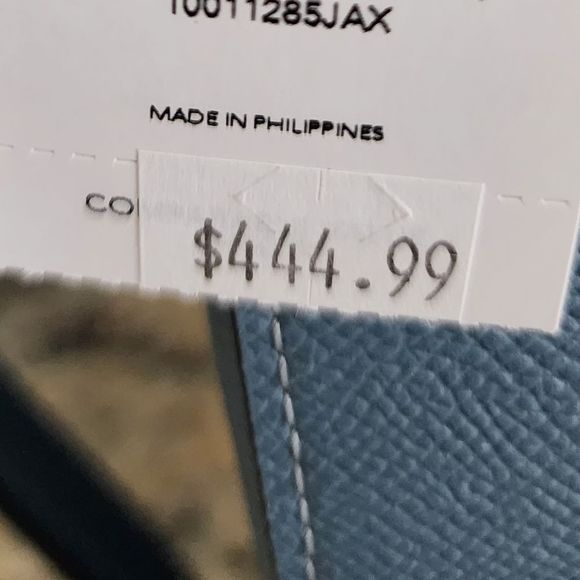 10011285JAX
MADE IN PHILIPPINES
CO
$444.99